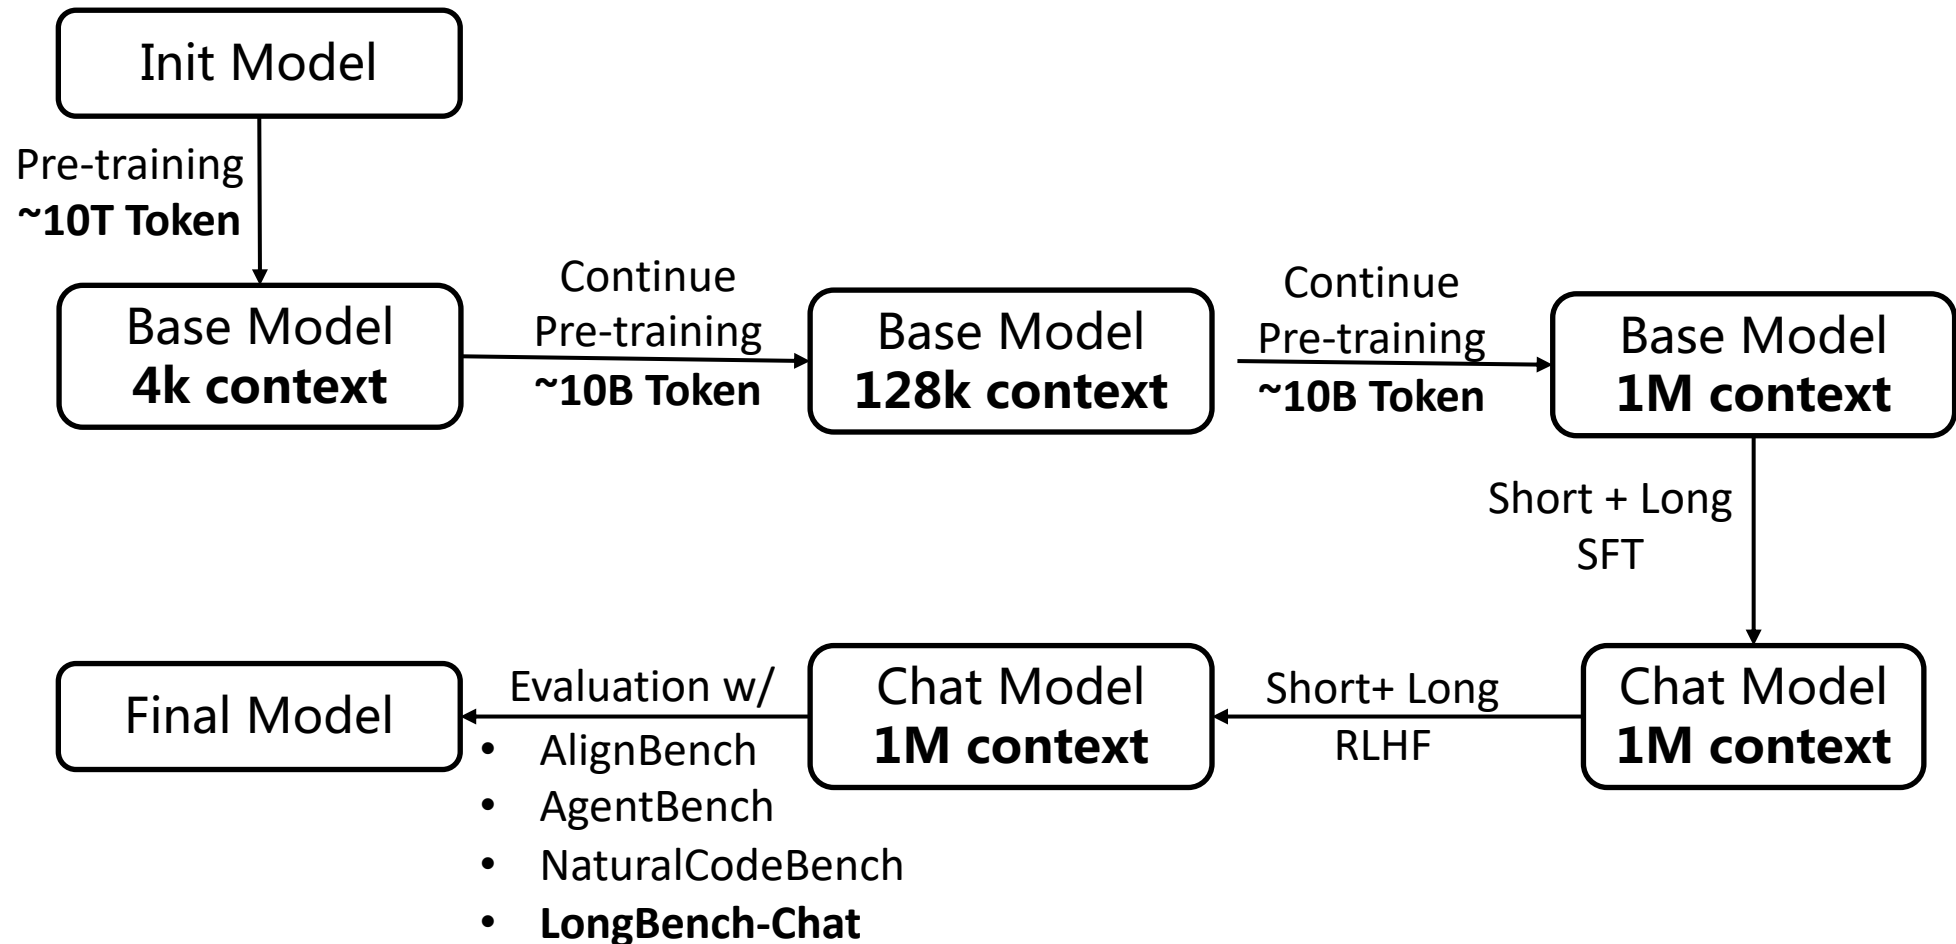 Init Model
Pre-training
~10T Token
Base Model
4k context
Continue
Pre-training
~10B Token
Base Model
128k context
Continue
Pre-training
~10B Token
Base Model
1M context
Short + Long
SFT
Chat Model
1M context
Short+ Long
RLHF
Chat Model
1M context
Evaluation w/
• AlignBench
• AgentBench
• NaturalCodeBench
• LongBench-Chat
Final Model